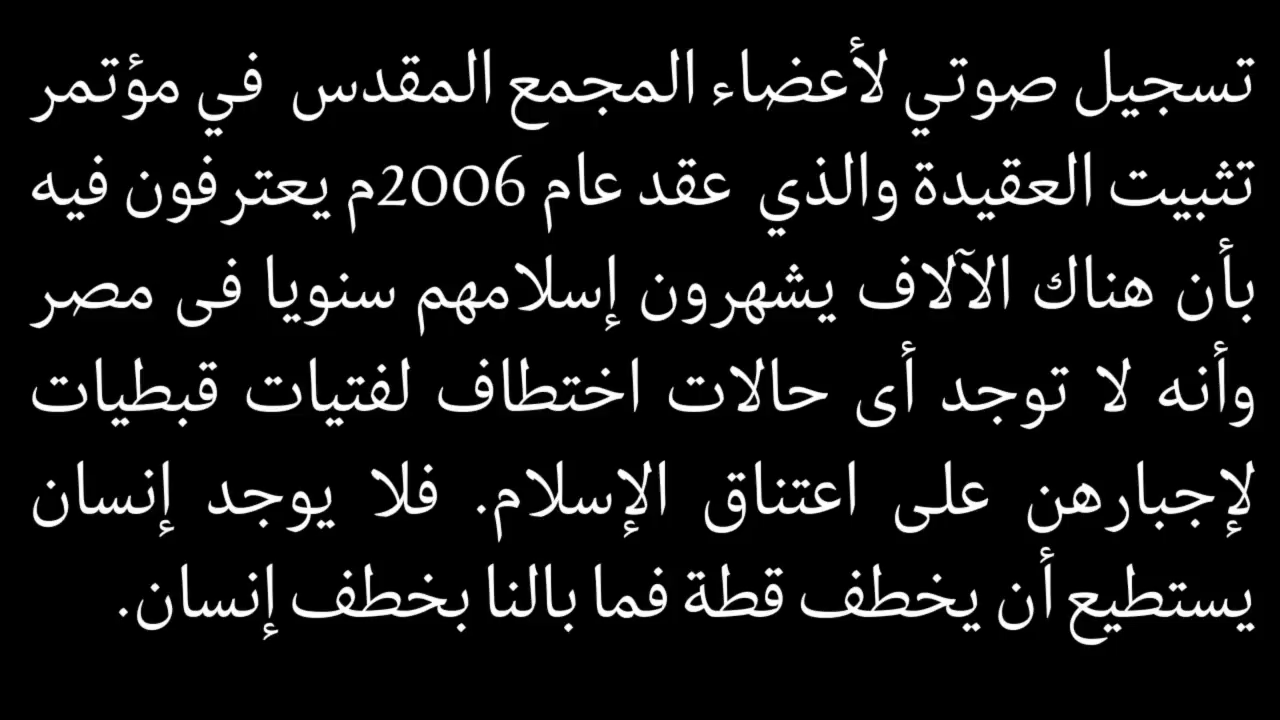 تسجيل صوتي لأعضاء المجمع المقدس في مؤتمر
تثبيت العقيدة والذي عقد عام 2006م يعترفون فيه
بأن هناك الآلاف يشهرون إسلامهم سنويا فى مصر
وأنه لا توجد أى حالات اختطاف لفتيات قبطيات
لإجبارهن على اعتناق الإسلام. فلا يوجد إنسان
يستطيع أن يخطف قطة فما بالنا بخطف إنسان.